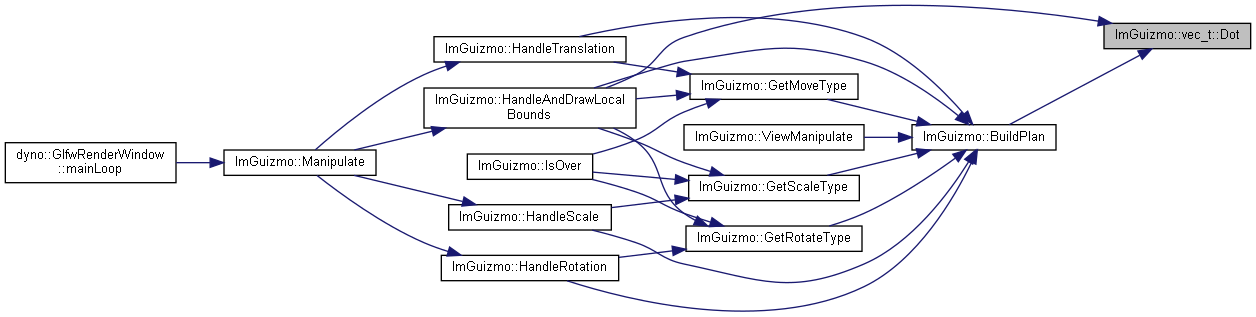 ImGuizmo::vec_t::Dot
ImGuizmo::HandleTranslation
ImGuizmo::GetMoveType
ImGuizmo::HandleAndDrawLocal
Bounds
ImGuizmo::ViewManipulate
ImGuizmo::BuildPlan
dyno::GlfwRenderWindow
::mainLoop
ImGuizmo::Manipulate
ImGuizmo::IsOver
ImGuizmo::GetScaleType
ImGuizmo::HandleScale
ImGuizmo::GetRotateType
ImGuizmo::HandleRotation